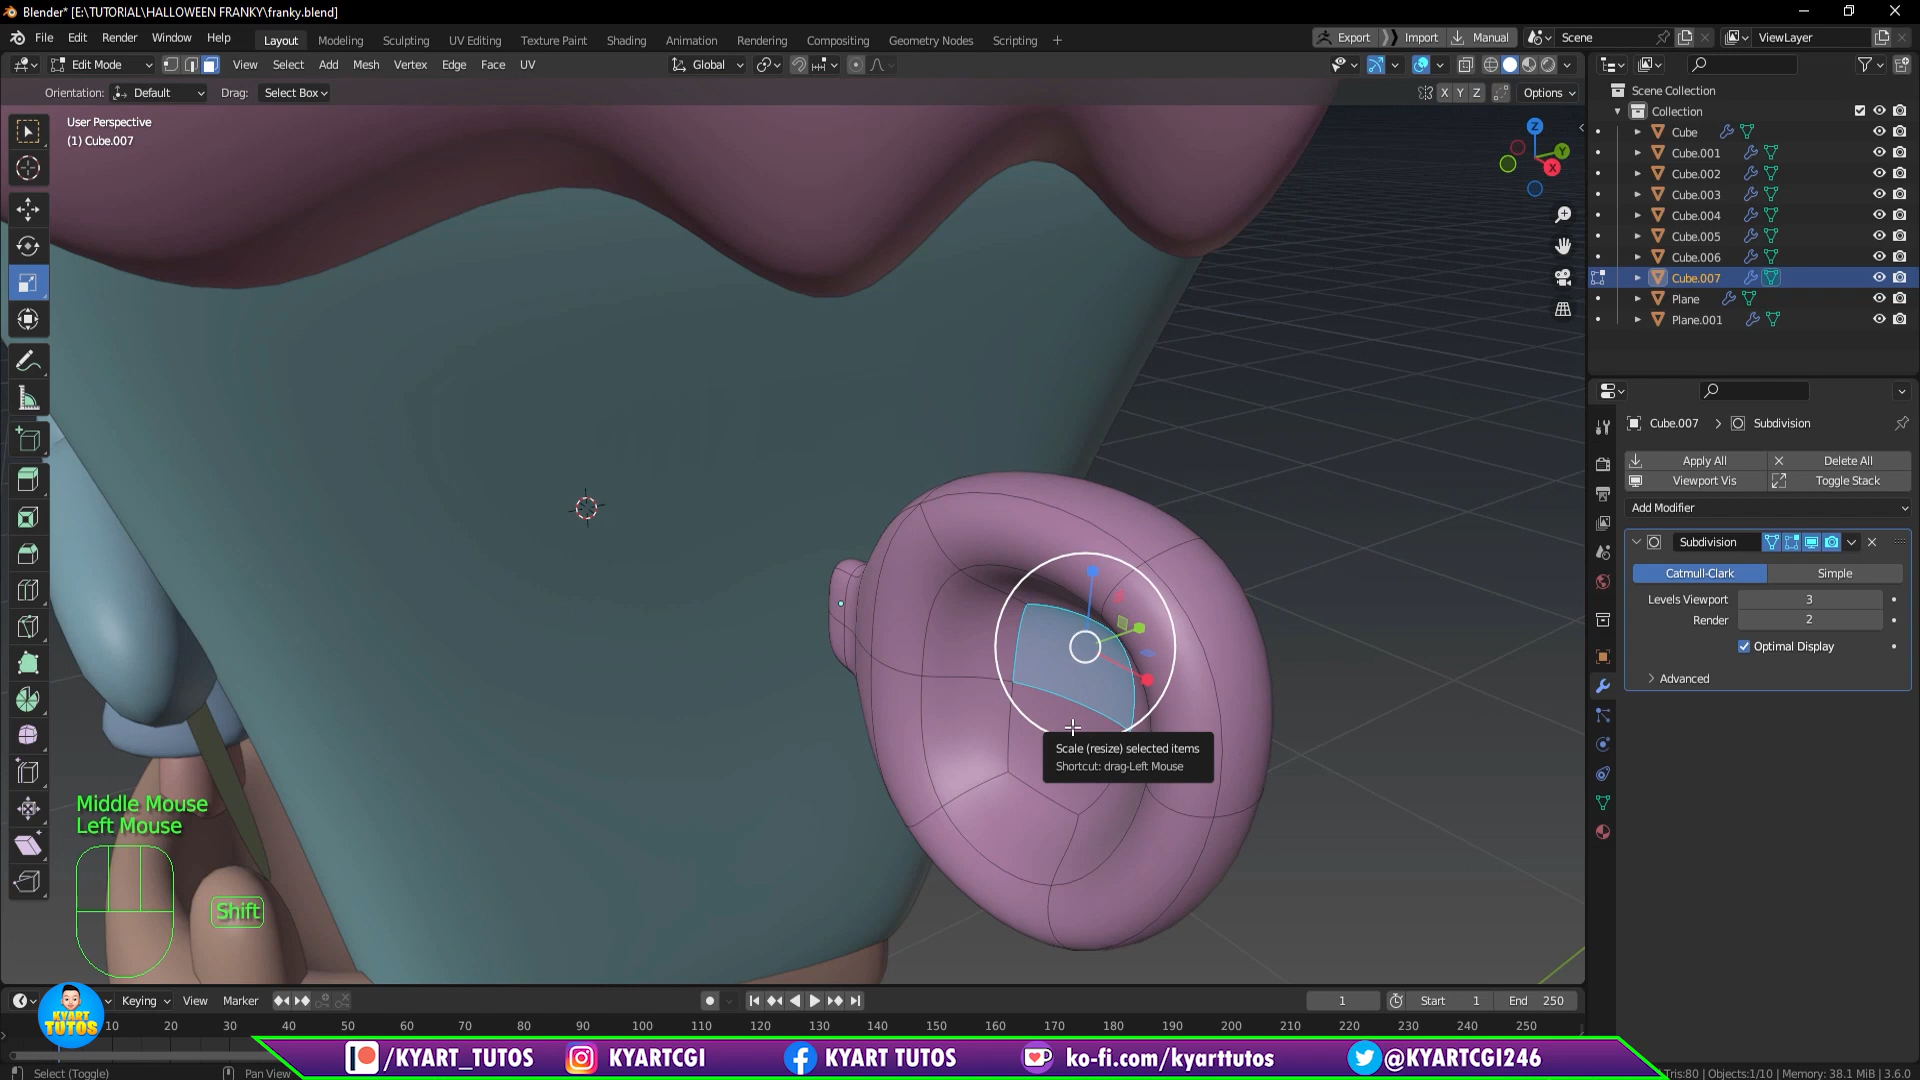 Blender* [E:\TUTORIAL\HALLOWEEN FRANKY\franky.blend]
File Edit Render Window Help
Layout Modeling Sculpting UV Editing Texture Paint Shading Animation Rendering Compositing Geometry Nodes Scripting +
Export Import Manual Scene ViewLayer
Edit Mode View Select Add Mesh Vertex Edge Face UV Global
Orientation: Default Drag: Select Box X Y Z Options
User Perspective
(1) Cube.007
Z
Y
X
Scene Collection
Collection
Cube
Cube.001
Cube.002
Cube.003
Cube.004
Cube.005
Cube.006
Cube.007
Plane
Plane.001
Cube.007 > Subdivision
Apply All Delete All
Viewport Vis Toggle Stack
Add Modifier
Subdivision
Catmull-Clark Simple
Levels Viewport 3
Render 2
Optimal Display
Advanced
Scale (resize) selected items
Shortcut: drag-Left Mouse
Middle Mouse
Left Mouse
Shift
Keying View Marker 1 Start 1 End 250
10 20 30 40 50 60 70 80 90 100 110 120 130 140 150 160 170 180 190 200 210 220 230 240 250
KYART
TUTOS
/KYART_TUTOS KYARTCGI KYART TUTOS ko-fi.com/kyarttutos @KYARTCGI246
Select (Toggle) Pan View Tris:80 | Objects:1/10 | Memory: 38.1 MiB | 3.6.0